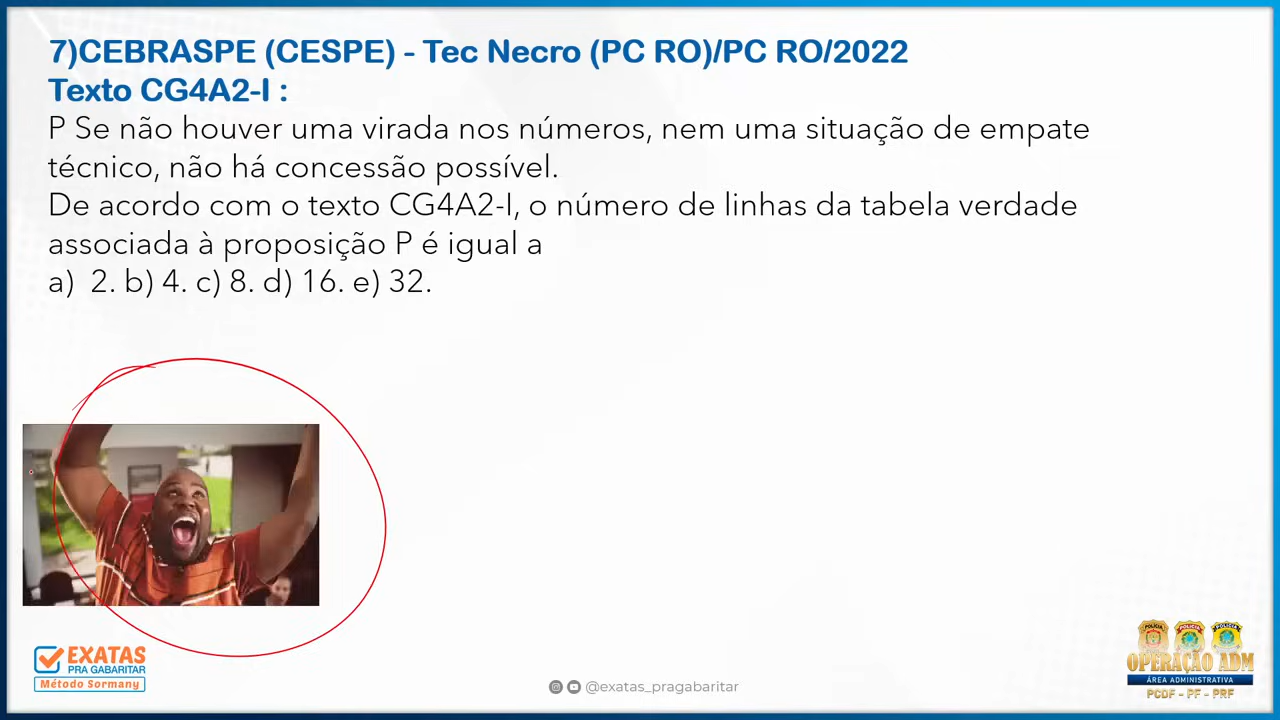 7)CEBRASPE (CESPE) - Tec Necro (PC RO)/PC RO/2022
Texto CG4A2-I :
P Se não houver uma virada nos números, nem uma situação de empate
técnico, não há concessão possível.
De acordo com o texto CG4A2-I, o número de linhas da tabela verdade
associada à proposição P é igual a
a)  2. b) 4. c) 8. d) 16. e) 32.
EXATAS
PRA GABARITAR
Método Sormany
@exatas_pragabaritar
POLÍCIA POLÍCIA POLÍCIA
OPERAÇÃO ADM
ÁREA ADMINISTRATIVA
PCDF - PF - PRF